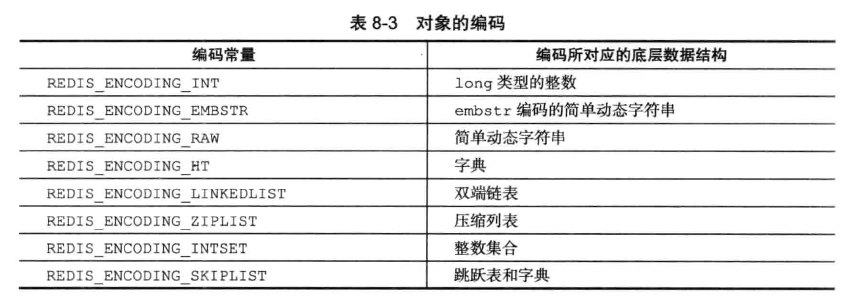 表 8-3 对象的编码
编码常量 编码所对应的底层数据结构
REDIS_ENCODING_INT long 类型的整数
REDIS_ENCODING_EMBSTR embstr 编码的简单动态字符串
REDIS_ENCODING_RAW 简单动态字符串
REDIS_ENCODING_HT 字典
REDIS_ENCODING_LINKEDLIST 双端链表
REDIS_ENCODING_ZIPLIST 压缩列表
REDIS_ENCODING_INTSET 整数集合
REDIS_ENCODING_SKIPLIST 跳跃表和字典